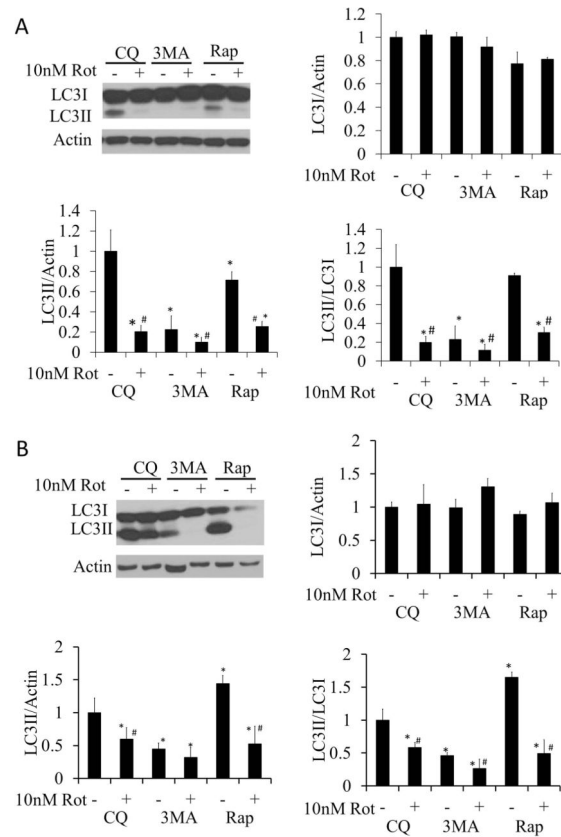 A
CQ 3MA Rap
10nM Rot - + - + - +
LC3I
LC3II
Actin
LC3I/Actin
1.2
1
0.8
0.6
0.4
0.2
0
10nM Rot - + - + - +
CQ 3MA Rap
LC3II/Actin
1.4
1.2
1
0.8
0.6
0.4
0.2
0
* # * * # * # *
10nM Rot - + - + - +
CQ 3MA Rap
LC3II/LC3I
1.4
1.2
1
0.8
0.6
0.4
0.2
0
* # * * # * #
10nM Rot - + - + - +
CQ 3MA Rap
B
CQ 3MA Rap
10nM Rot - + - + - +
LC3I
LC3II
Actin
LC3I/Actin
2
1.5
1
0.5
0
10nM Rot - + - + - +
CQ 3MA Rap
LC3II/Actin
2
1.5
1
0.5
0
* # * * * * #
10nM Rot - + - + - +
CQ 3MA Rap
LC3II/LC3I
2
1.5
1
0.5
0
* # * * # * * #
10nM Rot - + - + - +
CQ 3MA Rap